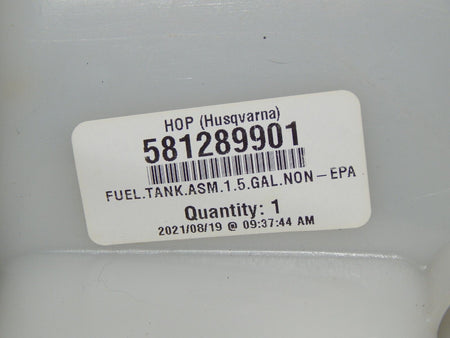 HOP (Husqvarna)
581289901
FUEL.TANK.ASM.1.5.GAL.NON-EPA
Quantity: 1
2021/08/19 @ 09:37:44 AM